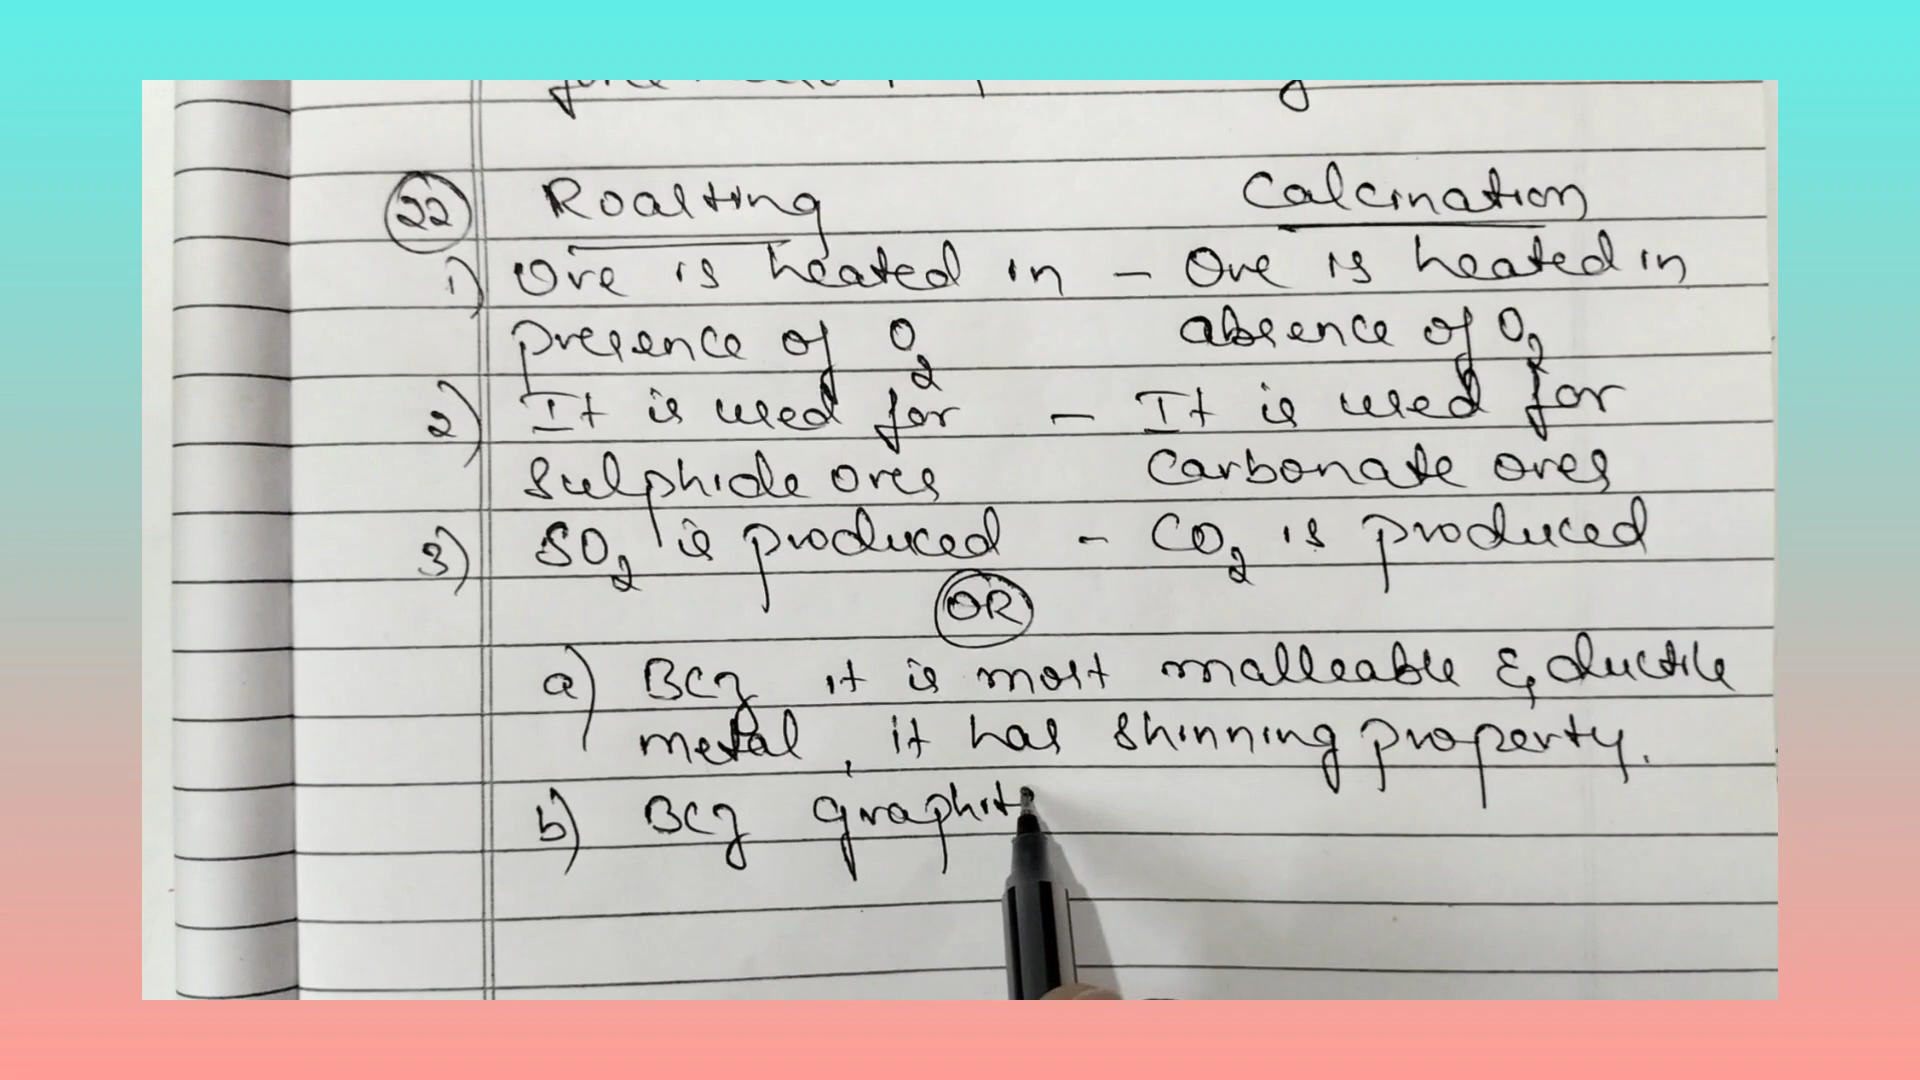 22 Roasting Calcination
1) Ore is heated in – Ore is heated in
presence of O2 absence of O2
2) It is used for – It is used for
Sulphide ores Carbonate ores
3) SO2 is produced – CO2 is produced
OR
a) BCZ it is most malleable & ductile
metal, it has shinning property.
b) BCZ graphit